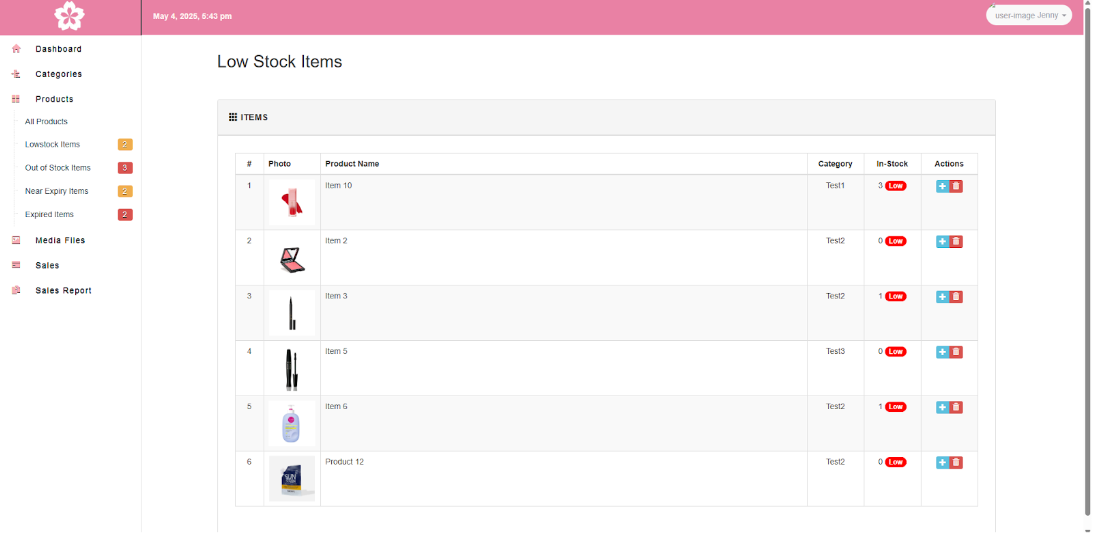 May 4, 2025, 5:43 pm
user-image Jenny
Dashboard
Categories
Products
All Products
Lowstock Items 2
Out of Stock Items 3
Near Expiry Items 2
Expired Items 2
Media Files
Sales
Sales Report
Low Stock Items
ITEMS
# Photo Product Name Category In-Stock Actions
1 Item 10 Test1 3 Low
2 Item 2 Test2 0 Low
3 Item 3 Test2 1 Low
4 Item 5 Test3 0 Low
5 Item 6 Test2 1 Low
6 Product 12 Test2 0 Low
SUN